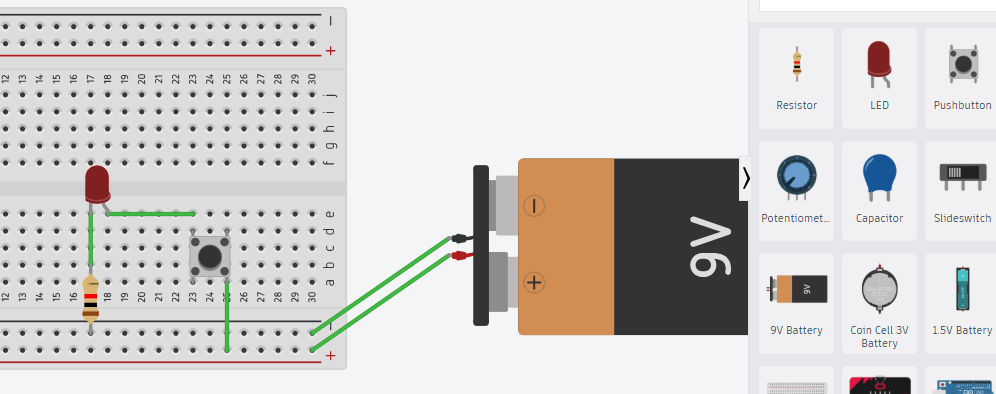 −
+
12 13 14 15 16 17 18 19 20 21 22 23 24 25 26 27 28 29 30
j
i
h
g
f
e
d
c
b
a
12 13 14 15 16 17 18 19 20 21 22 23 24 25 26 27 28 29 30
−
+
−
+
9V
Resistor
LED
Pushbutton
Potentiomet...
Capacitor
Slideswitch
9V
9V Battery
Coin Cell 3V
Battery
1.5V Battery